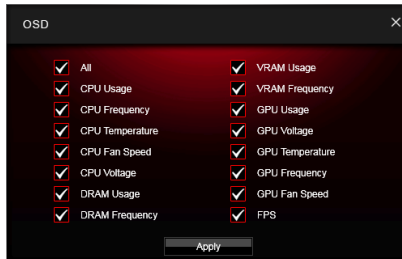 OSD
All
CPU Usage
CPU Frequency
CPU Temperature
CPU Fan Speed
CPU Voltage
DRAM Usage
DRAM Frequency
VRAM Usage
VRAM Frequency
GPU Usage
GPU Voltage
GPU Temperature
GPU Frequency
GPU Fan Speed
FPS
Apply